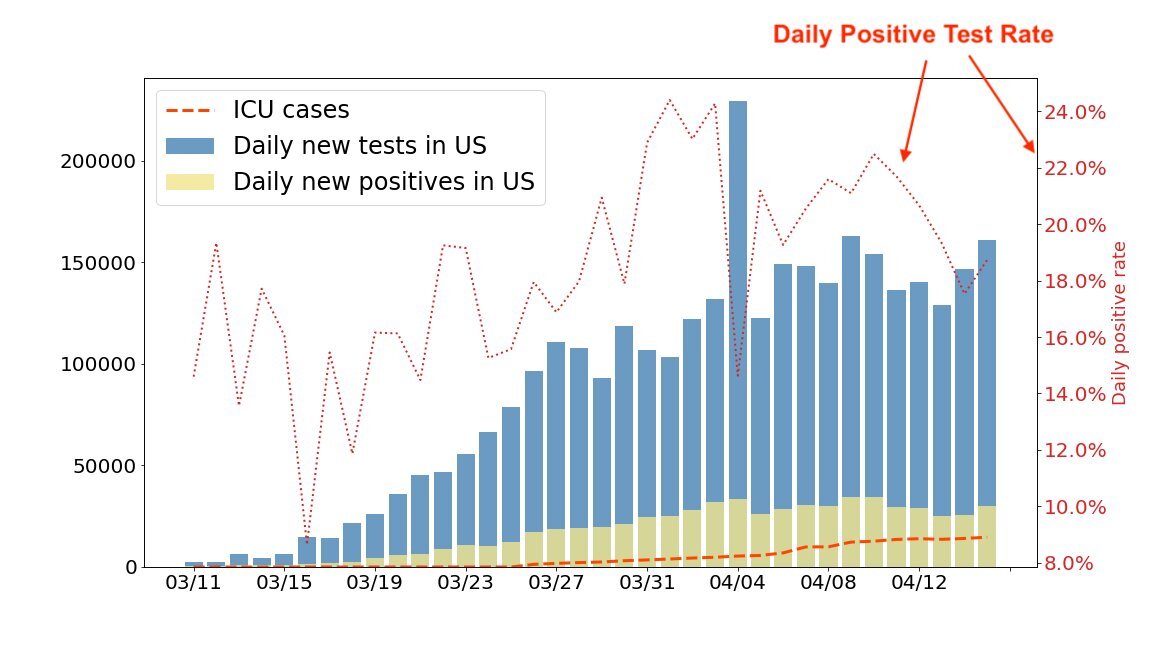 Daily Positive Test Rate
ICU cases
Daily new tests in US
Daily new positives in US
200000
150000
100000
50000
0
24.0%
22.0%
20.0%
18.0%
16.0%
14.0%
12.0%
10.0%
8.0%
Daily positive rate
03/11 03/15 03/19 03/23 03/27 03/31 04/04 04/08 04/12